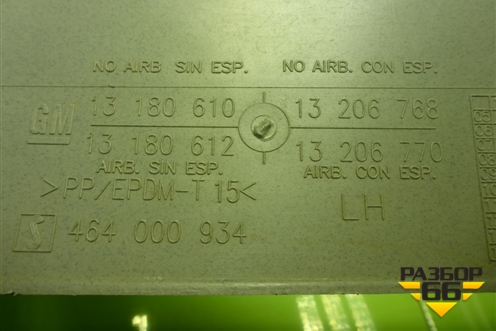 NO AIRB SIN ESP. NO AIRB. CON ESP.
GM 13 180 610 13 206 768
13 180 612 13 206 770
AIRB. SIN ESP. AIRB. CON ESP.
>PP/EPDM-T15<
LH
464 000 934
РАЗБОР
66